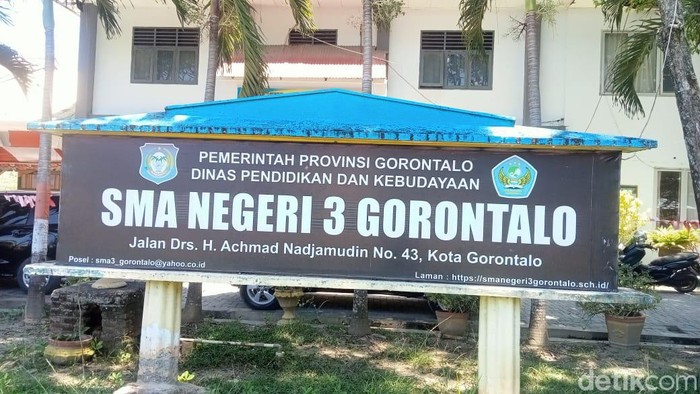 PEMERINTAH PROVINSI GORONTALO
DINAS PENDIDIKAN DAN KEBUDAYAAN
SMA NEGERI 3 GORONTALO
Jalan Drs. H. Achmad Nadjamudin No. 43, Kota Gorontalo
Posel : sma3_gorontalo@yahoo.co.id
Laman : https://smanegeri3gorontalo.sch.id/
detikcom